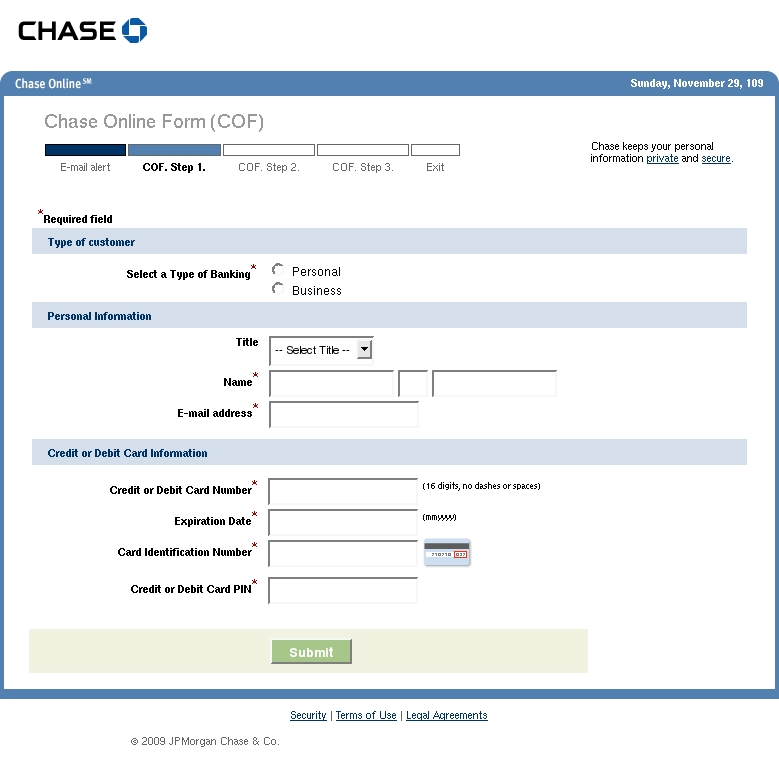 CHASE
Chase Online℠ Sunday, November 29, 109
Chase Online Form (COF)
E-mail alert COF. Step 1. COF. Step 2. COF. Step 3. Exit
Chase keeps your personal
information private and secure.
*Required field
Type of customer
Select a Type of Banking* Personal
Business
Personal Information
Title -- Select Title --
Name*
E-mail address*
Credit or Debit Card Information
Credit or Debit Card Number* (16 digits, no dashes or spaces)
Expiration Date* (mmyyyy)
Card Identification Number*
Credit or Debit Card PIN*
Submit
Security | Terms of Use | Legal Agreements
© 2009 JPMorgan Chase & Co.